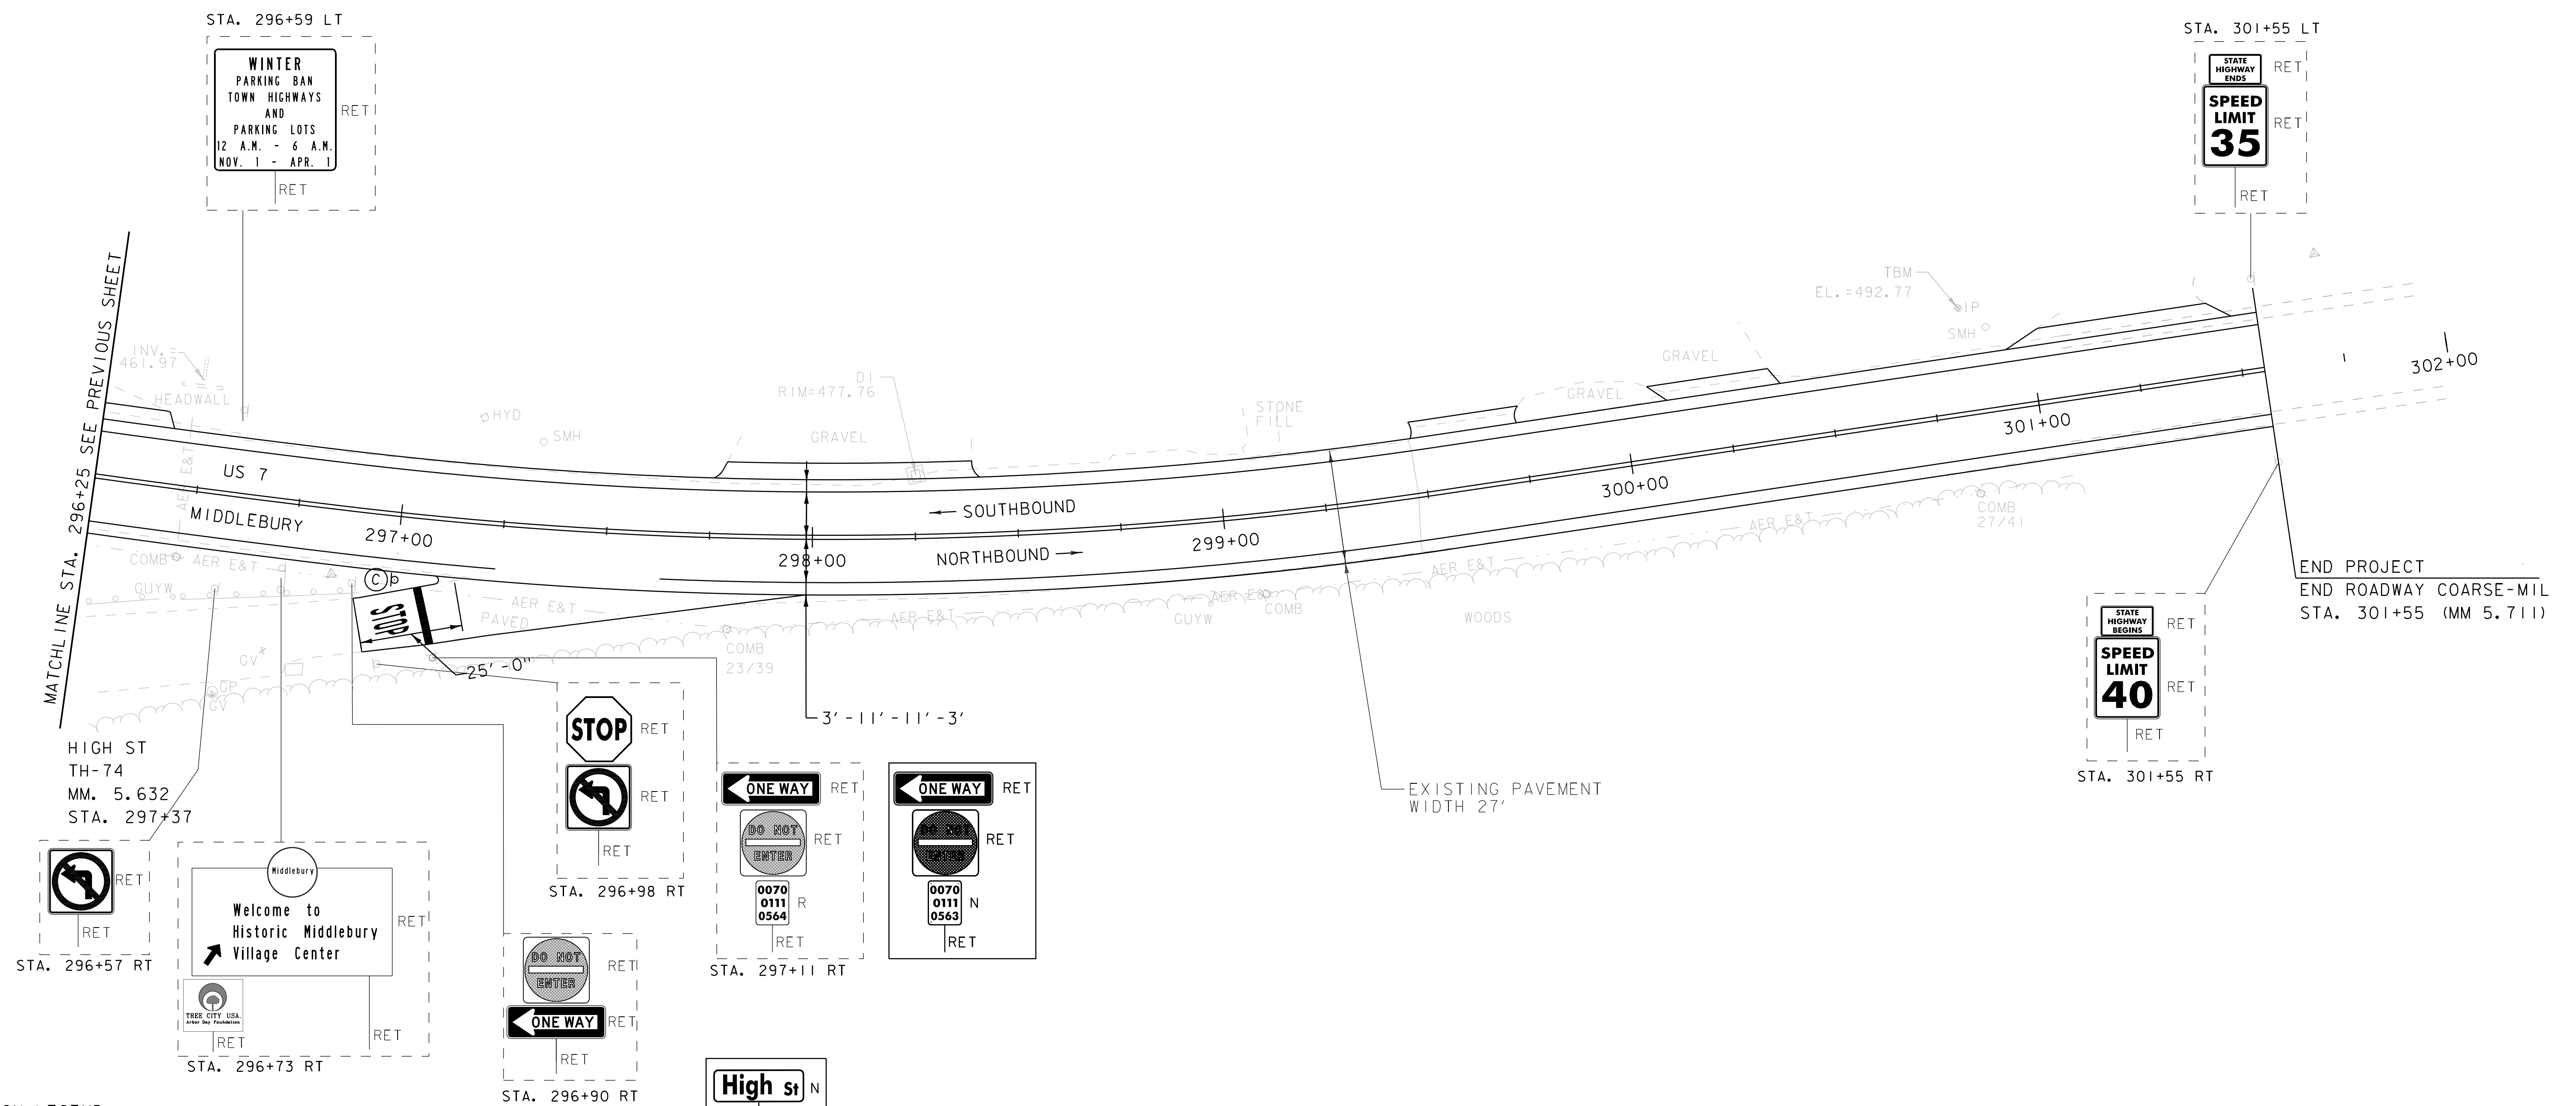 STA. 296+59 LT
WINTER
PARKING BAN
TOWN HIGHWAYS
AND
PARKING LOTS
12 A.M. - 6 A.M.
NOV. 1 - APR. 1
RET
RET
STA. 301+55 LT
STATE
HIGHWAY
ENDS
RET
SPEED
LIMIT
35
RET
RET
MATCHLINE STA. 296+25 SEE PREVIOUS SHEET
INV.=
461.97
HEADWALL
AER E&T
HYD
SMH
DI
RIM=477.76
GRAVEL
STONE
FILL
GRAVEL
GRAVEL
TBM
EL.=492.77
IP
SMH
US 7
MIDDLEBURY
SOUTHBOUND
NORTHBOUND
297+00
298+00
299+00
300+00
301+00
302+00
COMB
AER E&T
GUYW
C
STOP
AER E&T
PAVED
AER E&T
AER E&T
GUYW
COMB
AER E&T
WOODS
AER E&T
COMB
27/41
GV
GP
GV
25'-0"
COMB
23/39
3'-11'-11'-3'
EXISTING PAVEMENT
WIDTH 27'
END PROJECT
END ROADWAY COARSE-MIL
STA. 301+55 (MM 5.711)
STATE
HIGHWAY
BEGINS
RET
SPEED
LIMIT
40
RET
RET
STA. 301+55 RT
HIGH ST
TH-74
MM. 5.632
STA. 297+37
RET
RET
STA. 296+57 RT
Middlebury
Welcome to
Historic Middlebury
Village Center
RET
TREE CITY USA.
Arbor Day Foundation
RET
RET
STA. 296+73 RT
STOP
RET
RET
RET
STA. 296+98 RT
DO NOT
ENTER
RET
ONE WAY
RET
RET
STA. 296+90 RT
ONE WAY
RET
DO NOT
ENTER
RET
0070
0111
0564
R
RET
STA. 297+11 RT
ONE WAY
RET
DO NOT
ENTER
RET
0070
0111
0563
N
RET
High St
N